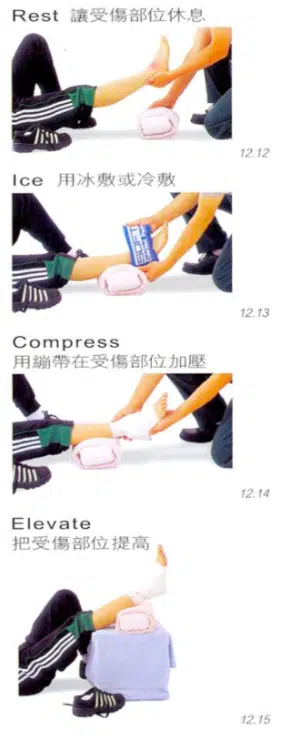 Rest 讓受傷部位休息
12.12
Ice 用冰敷或冷敷
12.13
Compress
用繃帶在受傷部位加壓
12.14
Elevate
把受傷部位提高
12.15